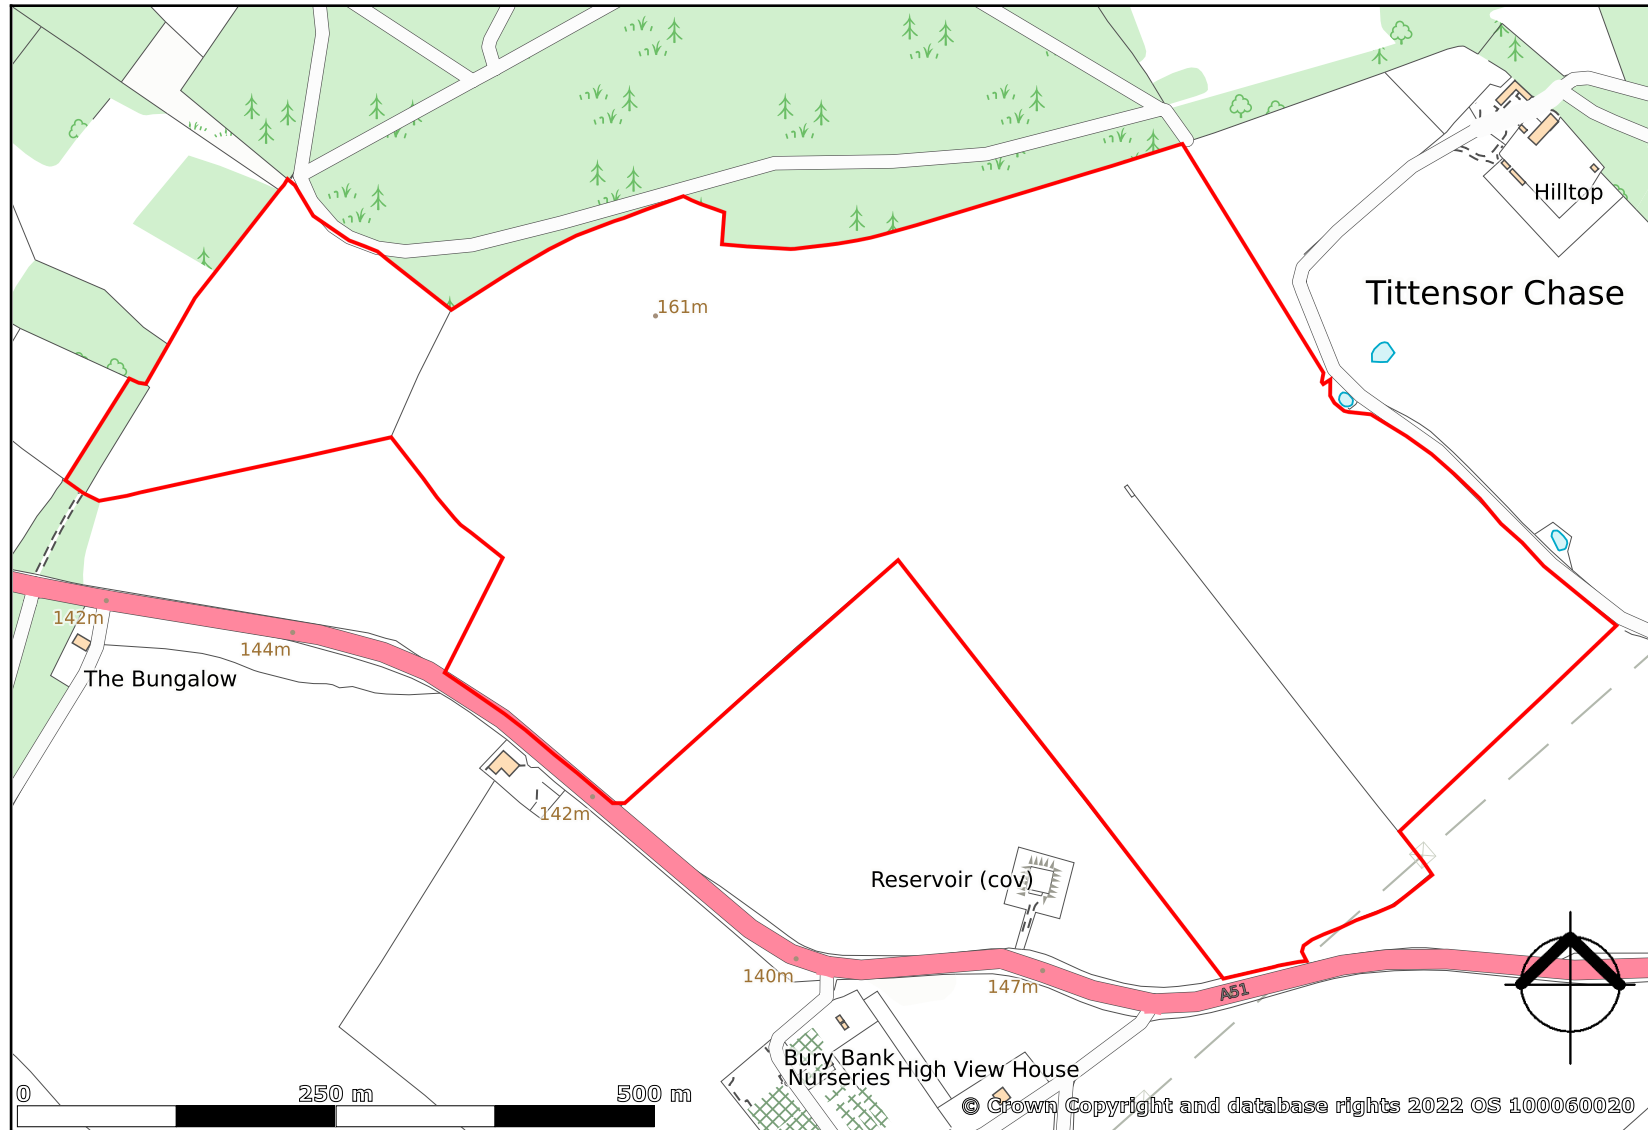 Hilltop
Tittensor Chase
161m
142m
144m
The Bungalow
142m
Reservoir (cov)
140m
147m
A51
Bury Bank
Nurseries
High View House
0 250 m 500 m
© Crown Copyright and database rights 2022 OS 100060020